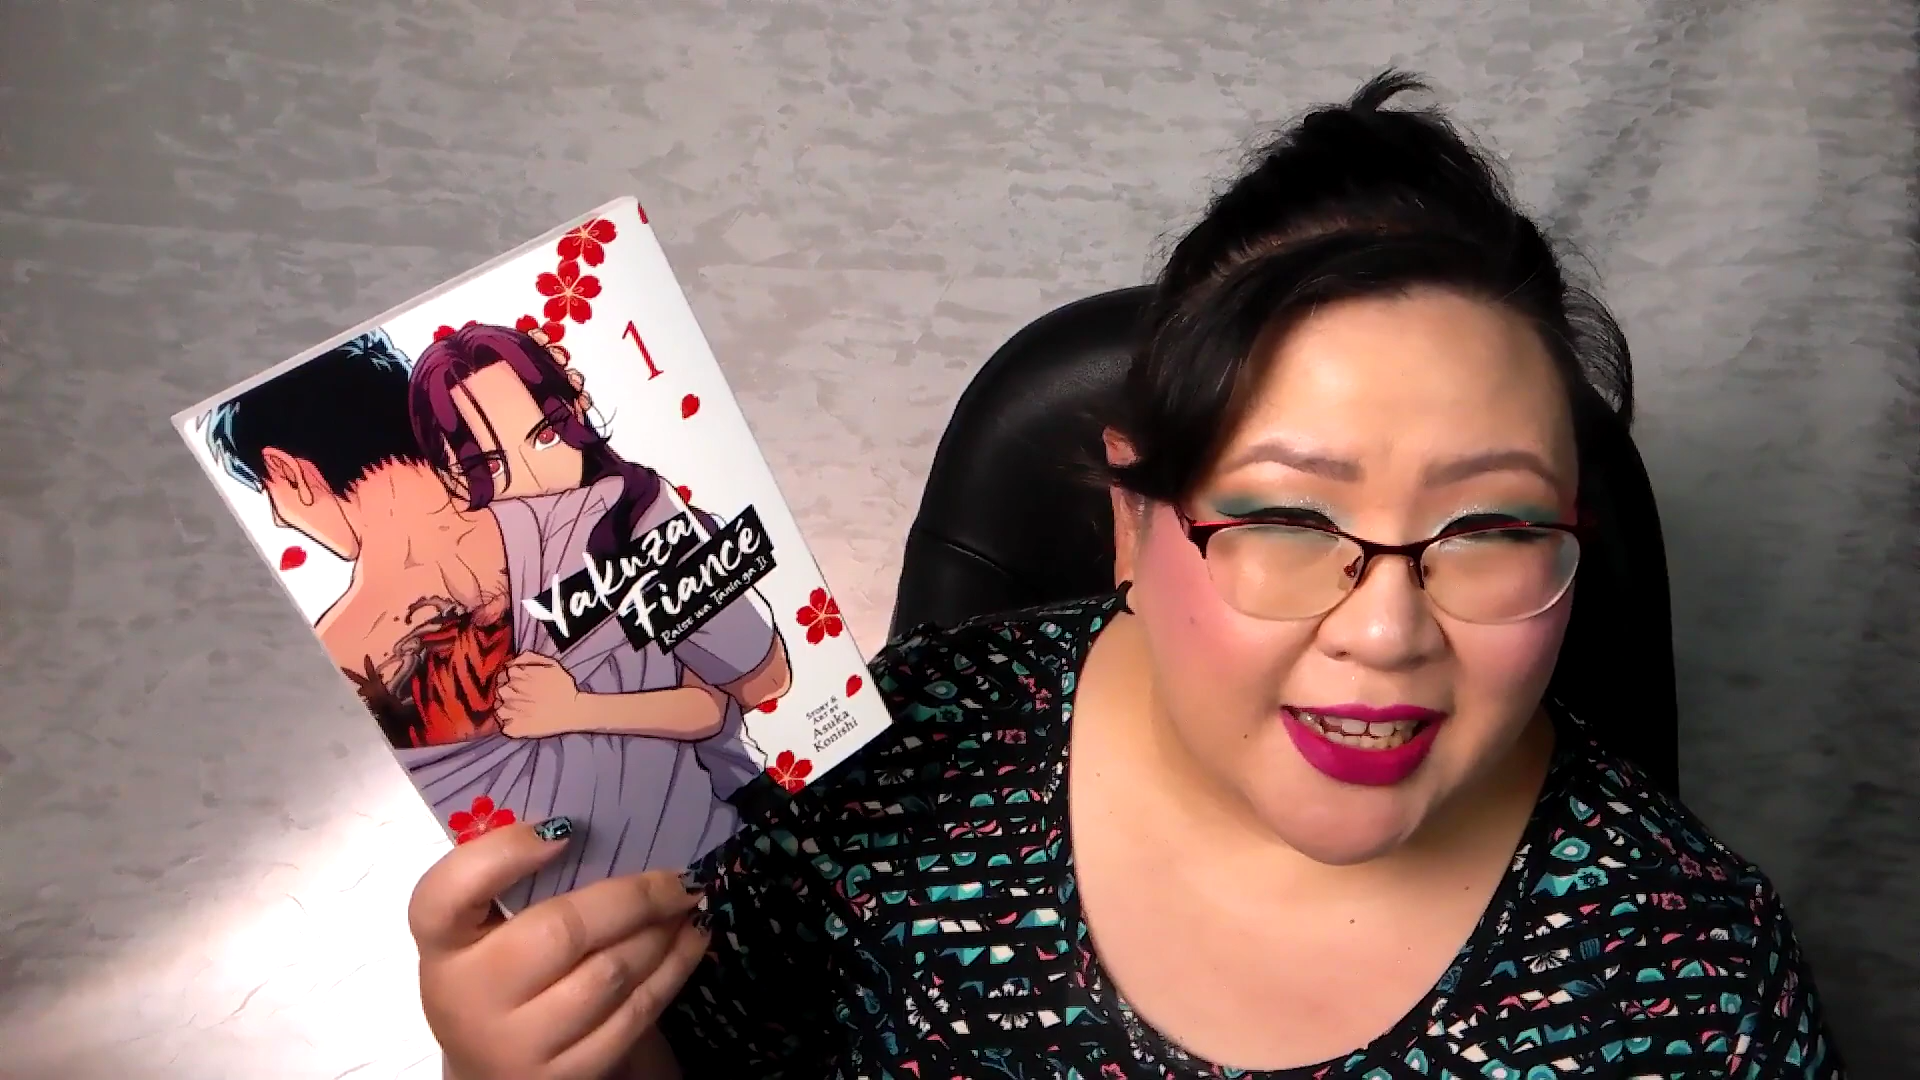 1
Yakuza
Fiancé
Raise wa Tanin ga Ii
Story &
Art by
Asuka
Konishi